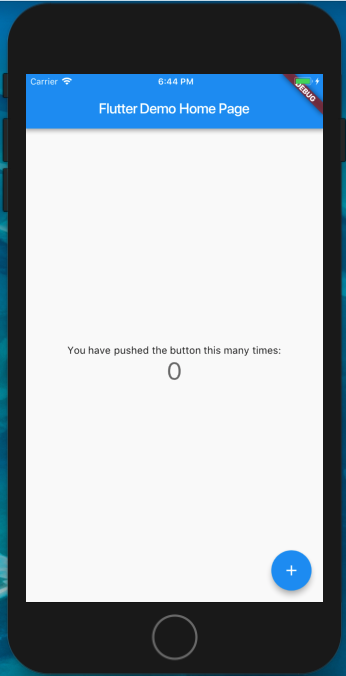 Carrier 6:44 PM
DEBUG
Flutter Demo Home Page
You have pushed the button this many times:
0
+